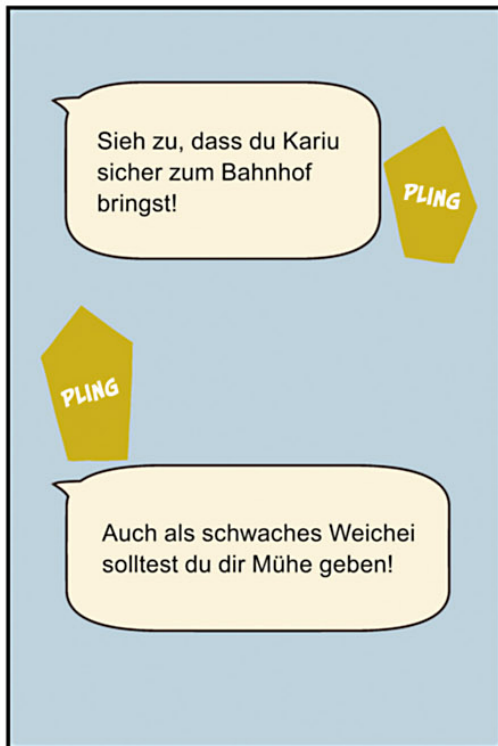 Sieh zu, dass du Kariu
sicher zum Bahnhof
bringst!
PLING
PLING
Auch als schwaches Weichei
solltest du dir Mühe geben!